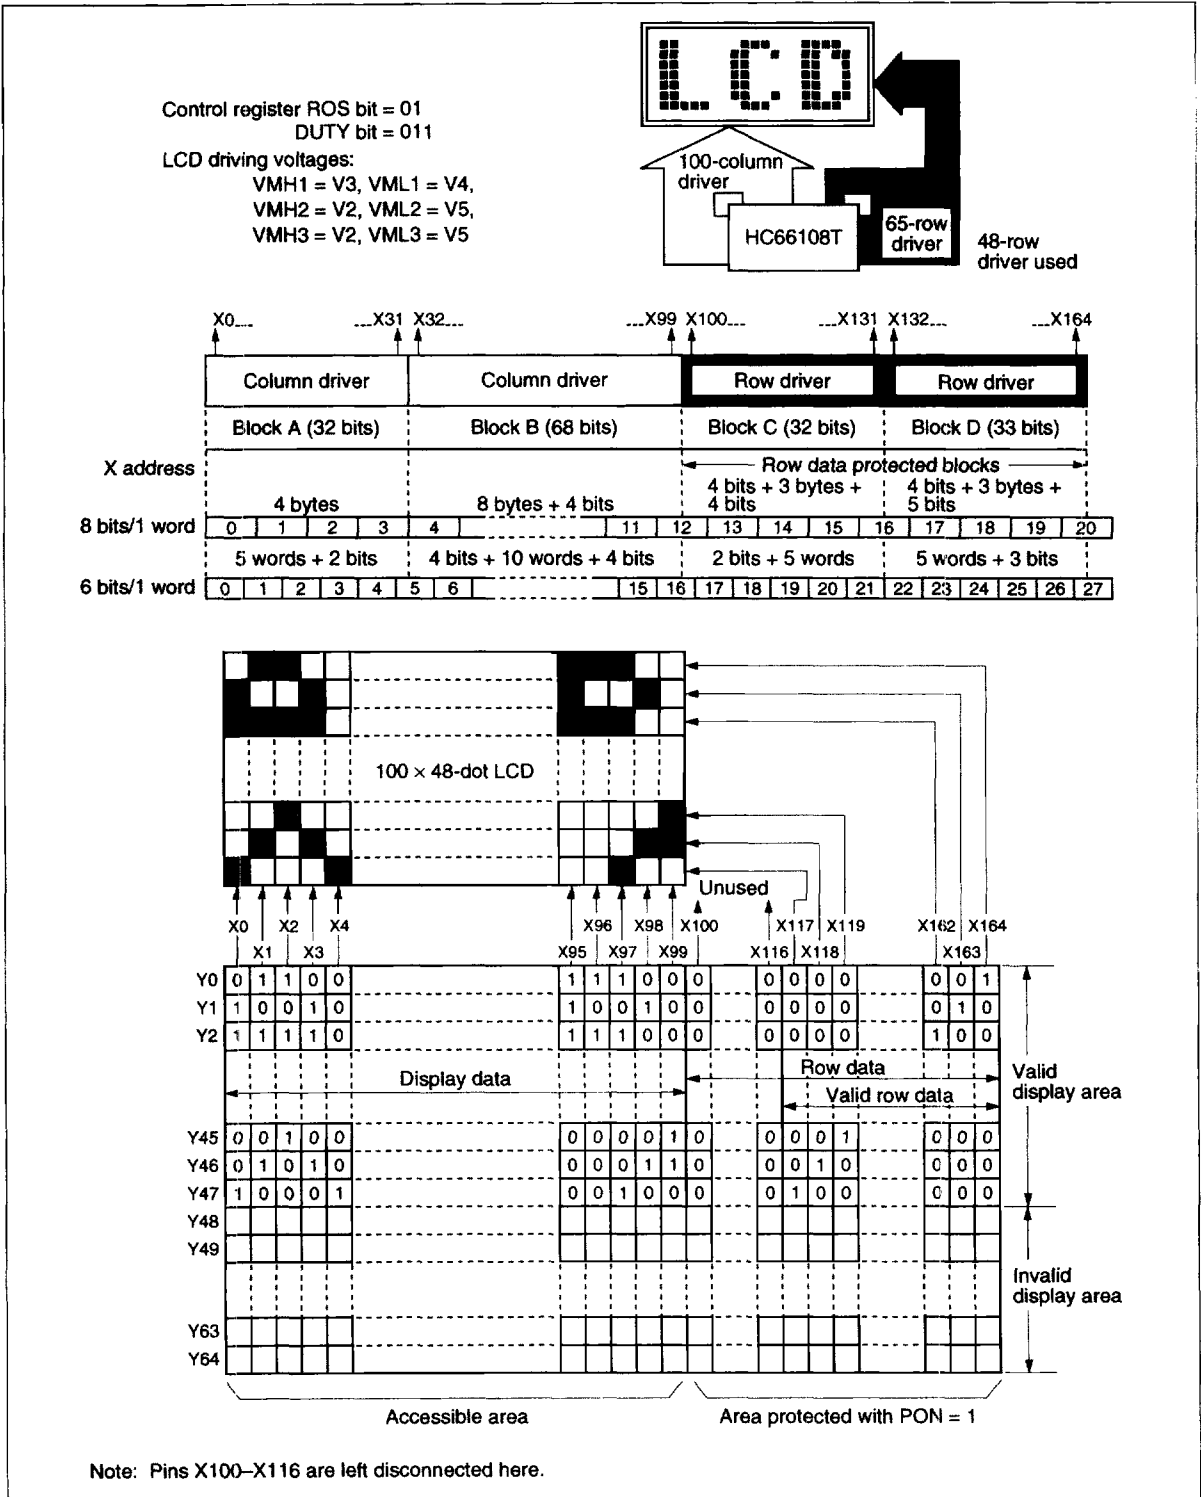 Control register ROS bit = 01
DUTY bit = 011
LCD driving voltages:
VMH1 = V3, VML1 = V4,
VMH2 = V2, VML2 = V5,
VMH3 = V2, VML3 = V5
LCD
100-column
driver
HC66108T
65-row
driver
48-row
driver used
X0---- ----X31 X32--- ----X99 X100--- ----X131 X132--- ----X164
Column driver Column driver Row driver Row driver
Block A (32 bits) Block B (68 bits) Block C (32 bits) Block D (33 bits)
X address
Row data protected blocks
4 bytes 8 bytes + 4 bits 4 bits + 3 bytes + 4 bits 4 bits + 3 bytes + 5 bits
8 bits/1 word 0 1 2 3 4 11 12 13 14 15 16 17 18 19 20
5 words + 2 bits 4 bits + 10 words + 4 bits 2 bits + 5 words 5 words + 3 bits
6 bits/1 word 0 1 2 3 4 5 6 15 16 17 18 19 20 21 22 23 24 25 26 27
100 × 48-dot LCD
Unused
X0 X2 X4 X96 X98 X100 X117 X119 X162 X164
X1 X3 X95 X97 X99 X116 X118 X163
Y0 0 1 1 0 0 1 1 1 0 0 0 0 0 0 0 0 0 1
Y1 1 0 0 1 0 1 0 0 1 0 0 0 0 0 0 0 1 0
Y2 1 1 1 1 0 1 1 1 0 0 0 0 0 0 0 1 0 0
Display data
Row data
Valid row data
Valid
display area
Y45 0 0 1 0 0 0 0 0 0 1 0 0 0 0 1 0 0 0
Y46 0 1 0 1 0 0 0 0 1 1 0 0 0 1 0 0 0 0
Y47 1 0 0 0 1 0 0 1 0 0 0 0 1 0 0 0 0 0
Y48
Y49
Invalid
display area
Y63
Y64
Accessible area
Area protected with PON = 1
Note: Pins X100–X116 are left disconnected here.